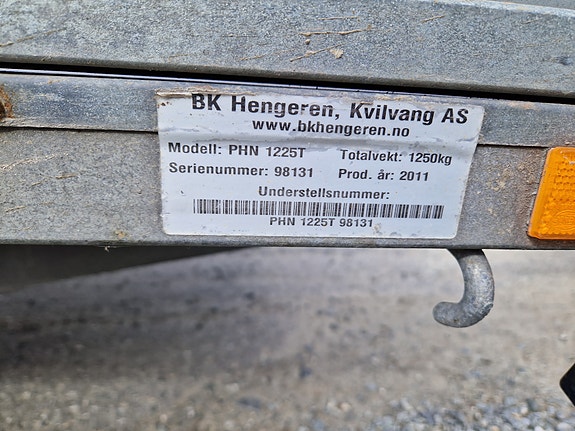 BK Hengeren, Kvilvang AS
www.bkhengeren.no
Modell: PHN 1225T Totalvekt: 1250kg
Serienummer: 98131 Prod. år: 2011
Understellsnummer:
PHN 1225T 98131